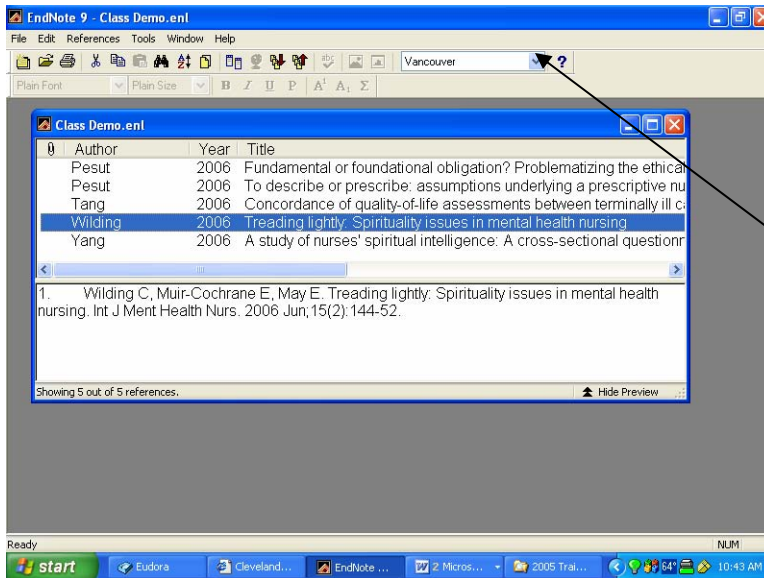 EndNote 9 - Class Demo.enl
File Edit References Tools Window Help
abc Vancouver ?
Plain Font Plain Size B I U P A¹ A₁ Σ
Class Demo.enl
Author Year Title
Pesut 2006 Fundamental or foundational obligation? Problematizing the ethical
Pesut 2006 To describe or prescribe: assumptions underlying a prescriptive nu
Tang 2006 Concordance of quality-of-life assessments between terminally ill c
Wilding 2006 Treading lightly: Spirituality issues in mental health nursing
Yang 2006 A study of nurses' spiritual intelligence: A cross-sectional questionn
1. Wilding C, Muir-Cochrane E, May E. Treading lightly: Spirituality issues in mental health
nursing. Int J Ment Health Nurs. 2006 Jun;15(2):144-52.
Showing 5 out of 5 references. Hide Preview
Ready NUM
start Eudora Cleveland... EndNote ... 2 Micros... 2005 Trai... 64° 10:43 AM